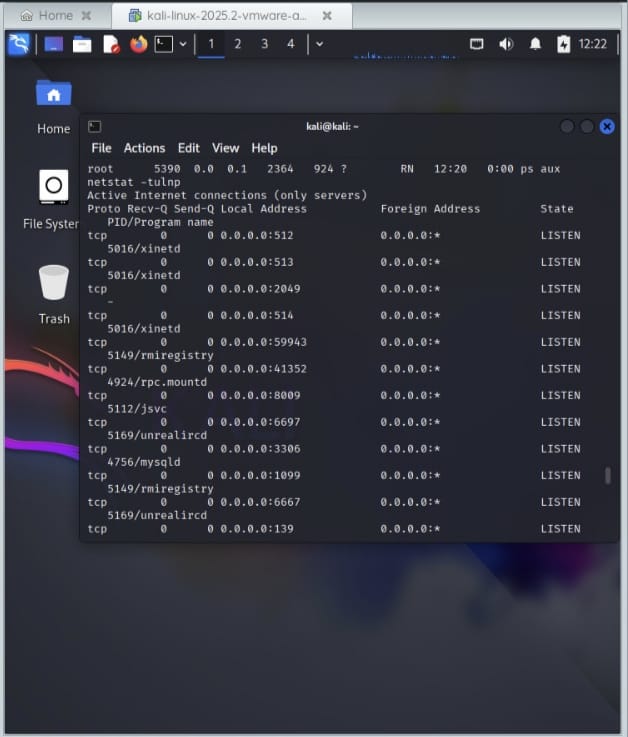 Home
kali-linux-2025.2-vmware-a...
1 2 3 4
12:22
Home
File System
Trash
kali@kali: ~
File Actions Edit View Help
root 5390 0.0 0.1 2364 924 ? RN 12:20 0:00 ps aux
netstat -tulnp
Active Internet connections (only servers)
Proto Recv-Q Send-Q Local Address Foreign Address State
PID/Program name
tcp 0 0 0.0.0.0:512 0.0.0.0:* LISTEN
5016/xinetd
tcp 0 0 0.0.0.0:513 0.0.0.0:* LISTEN
5016/xinetd
tcp 0 0 0.0.0.0:2049 0.0.0.0:* LISTEN
-
tcp 0 0 0.0.0.0:514 0.0.0.0:* LISTEN
5016/xinetd
tcp 0 0 0.0.0.0:59943 0.0.0.0:* LISTEN
5149/rmiregistry
tcp 0 0 0.0.0.0:41352 0.0.0.0:* LISTEN
4924/rpc.mountd
tcp 0 0 0.0.0.0:8009 0.0.0.0:* LISTEN
5112/jsvc
tcp 0 0 0.0.0.0:6697 0.0.0.0:* LISTEN
5169/unrealircd
tcp 0 0 0.0.0.0:3306 0.0.0.0:* LISTEN
4756/mysqld
tcp 0 0 0.0.0.0:1099 0.0.0.0:* LISTEN
5149/rmiregistry
tcp 0 0 0.0.0.0:6667 0.0.0.0:* LISTEN
5169/unrealircd
tcp 0 0 0.0.0.0:139 0.0.0.0:* LISTEN